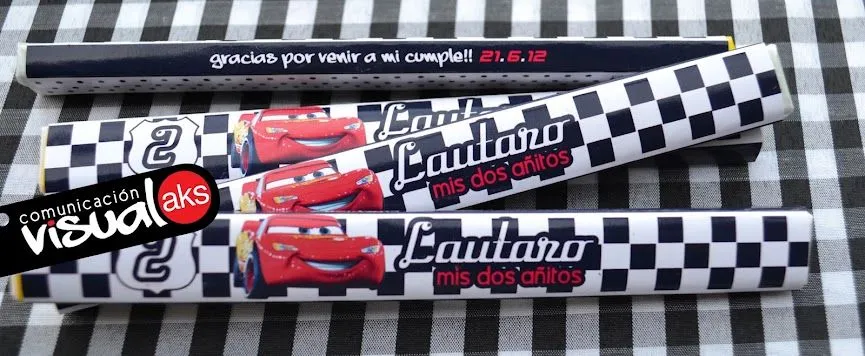 gracias por venir a mi cumple!! 21.6.12
2
Lautaro
Lautaro
mis dos añitos
comunicación
visual aks
2
Lautaro
mis dos añitos